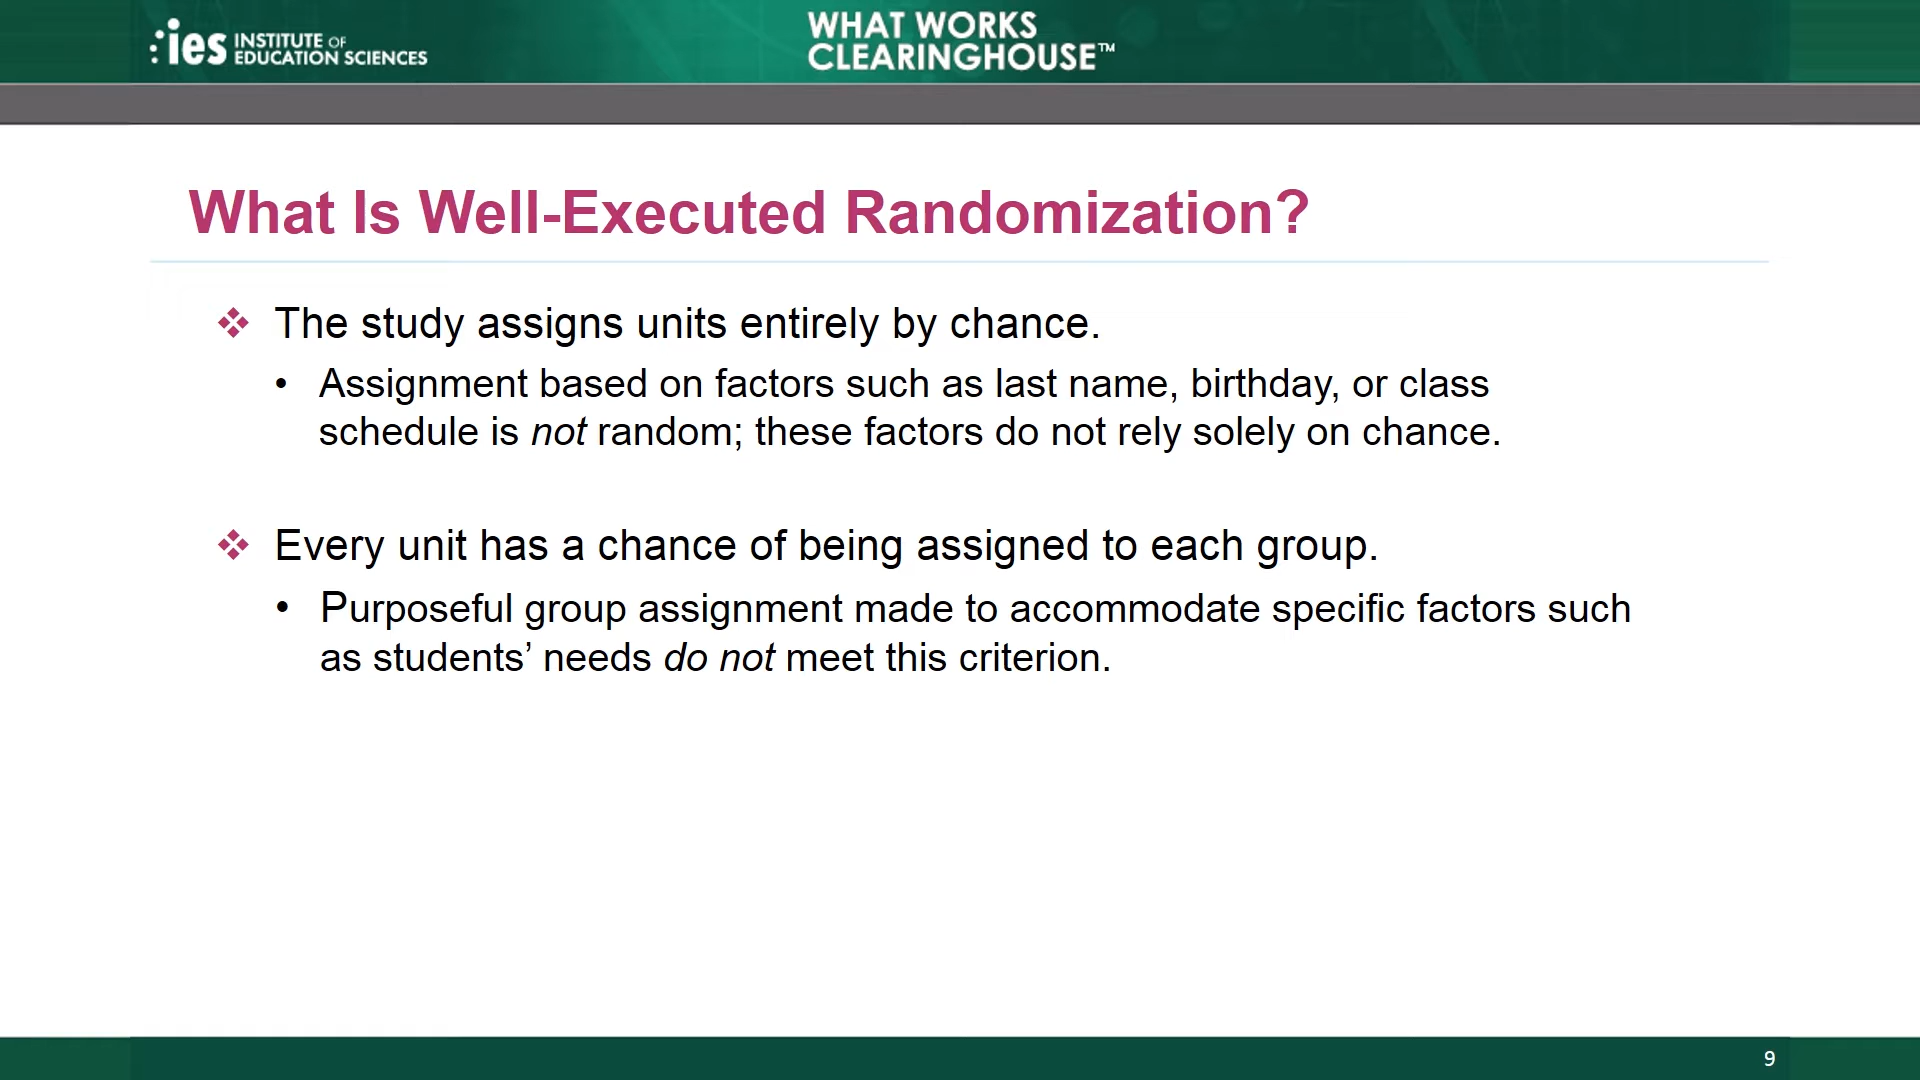 ies INSTITUTE OF
EDUCATION SCIENCES
WHAT WORKS
CLEARINGHOUSE™
What Is Well-Executed Randomization?
❖ The study assigns units entirely by chance.
• Assignment based on factors such as last name, birthday, or class
schedule is not random; these factors do not rely solely on chance.
❖ Every unit has a chance of being assigned to each group.
• Purposeful group assignment made to accommodate specific factors such
as students’ needs do not meet this criterion.
9